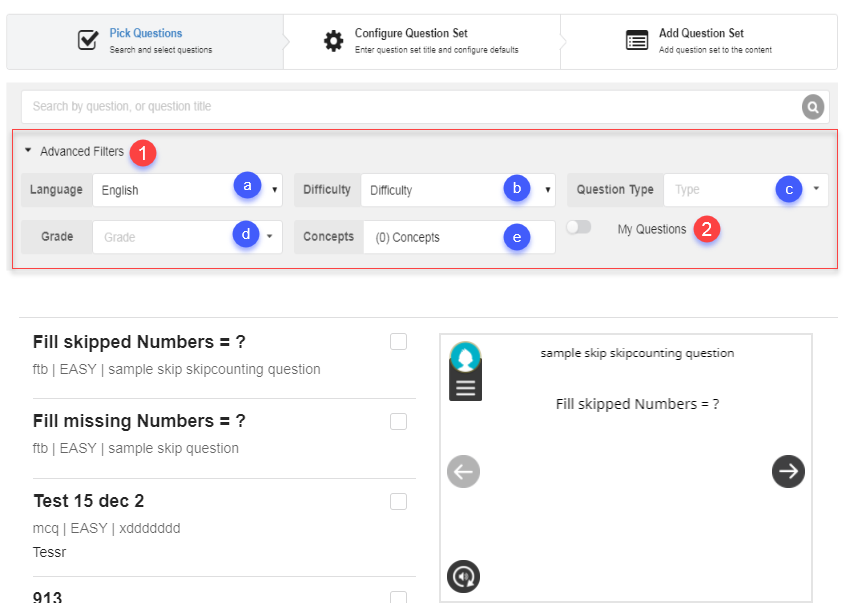 Pick Questions
Search and select questions
Configure Question Set
Enter question set title and configure defaults
Add Question Set
Add question set to the content
Search by question, or question title
Advanced Filters 1
Language English a
Difficulty Difficulty b
Question Type Type c
Grade Grade d
Concepts (0) Concepts e
My Questions 2
Fill skipped Numbers = ?
ftb | EASY | sample skip skipcounting question
Fill missing Numbers = ?
ftb | EASY | sample skip question
Test 15 dec 2
mcq | EASY | xddddddd
Tessr
913
sample skip skipcounting question
Fill skipped Numbers = ?